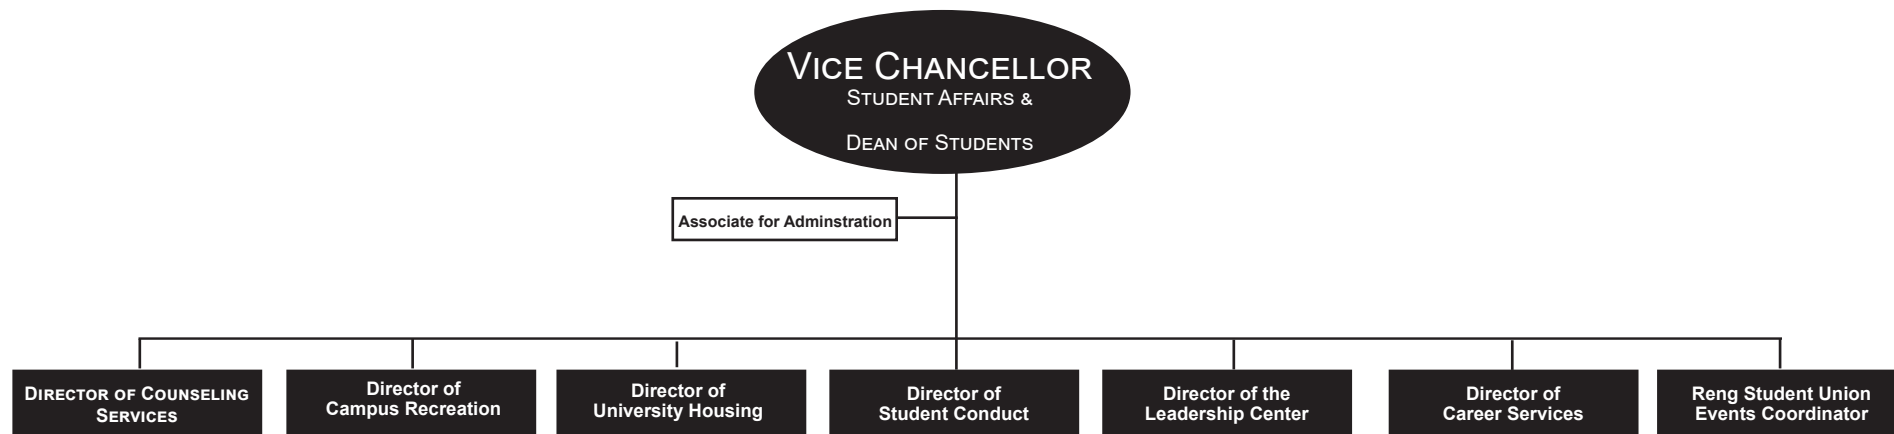 VICE CHANCELLOR
STUDENT AFFAIRS &
DEAN OF STUDENTS
Associate for Adminstration
DIRECTOR OF COUNSELING
SERVICES
Director of
Campus Recreation
Director of
University Housing
Director of
Student Conduct
Director of the
Leadership Center
Director of
Career Services
Reng Student Union
Events Coordinator